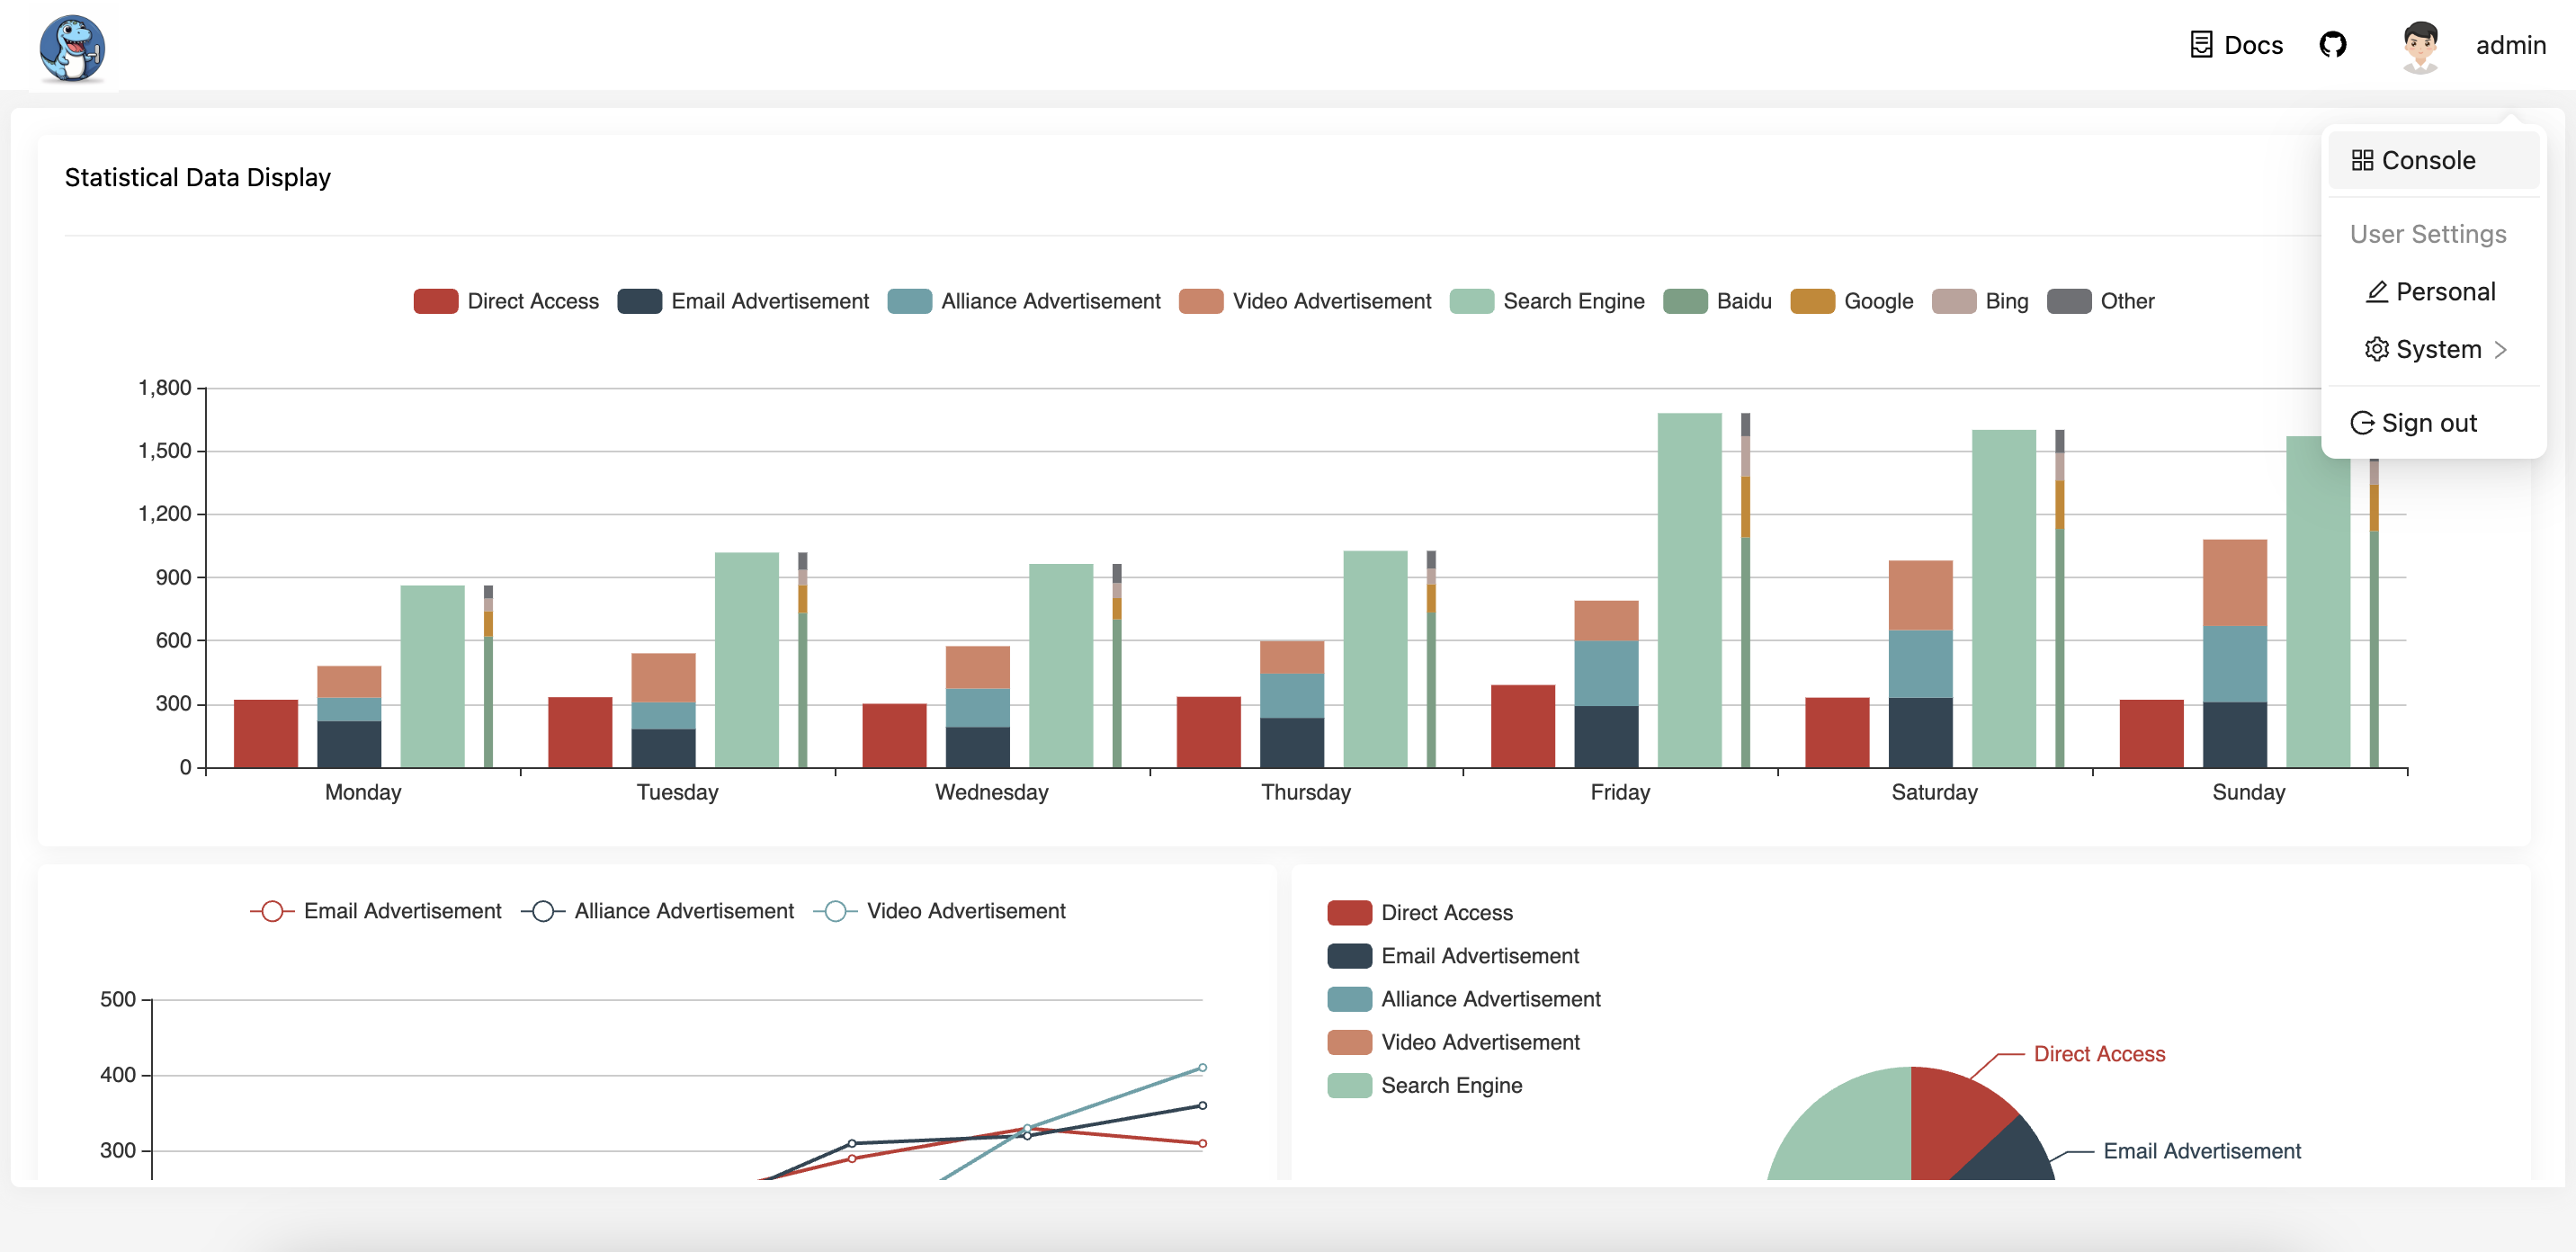 Docs admin
Console
Statistical Data Display
User Settings
Personal
System
Sign out
Direct Access Email Advertisement Alliance Advertisement Video Advertisement Search Engine Baidu Google Bing Other
1,800
1,500
1,200
900
600
300
0
Monday Tuesday Wednesday Thursday Friday Saturday Sunday
Email Advertisement Alliance Advertisement Video Advertisement
500
400
300
Direct Access
Email Advertisement
Alliance Advertisement
Video Advertisement
Search Engine
Direct Access
Email Advertisement